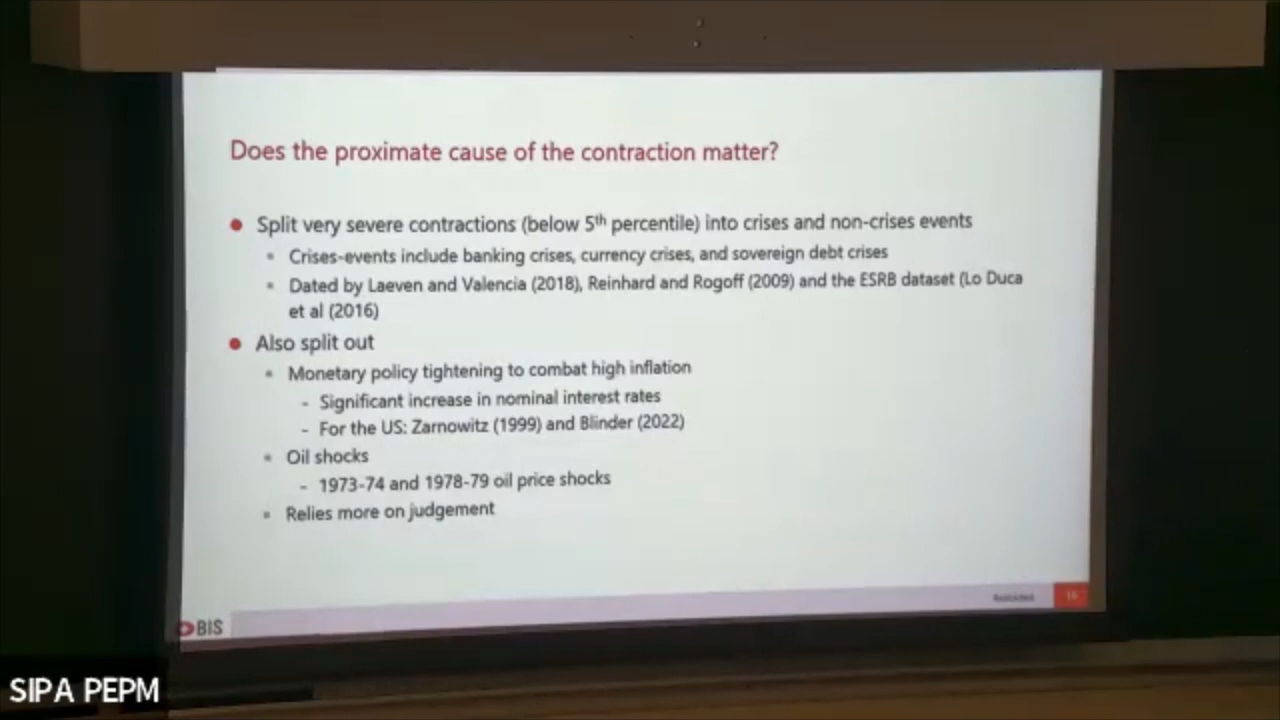 Does the proximate cause of the contraction matter?
• Split very severe contractions (below 5th percentile) into crises and non-crises events
• Crises-events include banking crises, currency crises, and sovereign debt crises
• Dated by Laeven and Valencia (2018), Reinhard and Rogoff (2009) and the ESRB dataset (Lo Duca
et al (2016)
• Also split out
• Monetary policy tightening to combat high inflation
- Significant increase in nominal interest rates
- For the US: Zarnowitz (1999) and Blinder (2022)
• Oil shocks
- 1973-74 and 1978-79 oil price shocks
• Relies more on judgement
BIS
SIPA PEPM